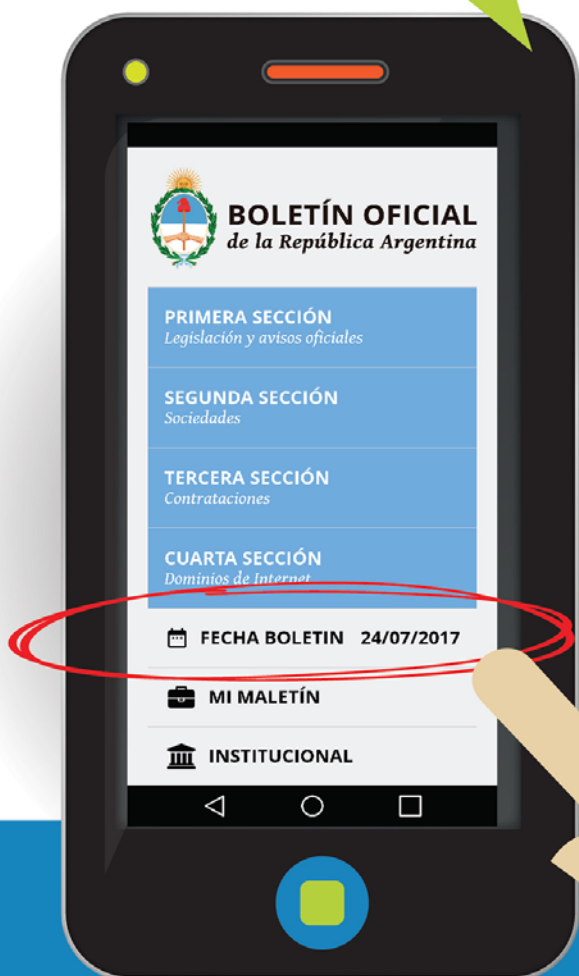 BOLETÍN OFICIAL
de la República Argentina
PRIMERA SECCIÓN
Legislación y avisos oficiales
SEGUNDA SECCIÓN
Sociedades
TERCERA SECCIÓN
Contrataciones
CUARTA SECCIÓN
Dominios de Internet
FECHA BOLETIN 24/07/2017
MI MALETÍN
INSTITUCIONAL